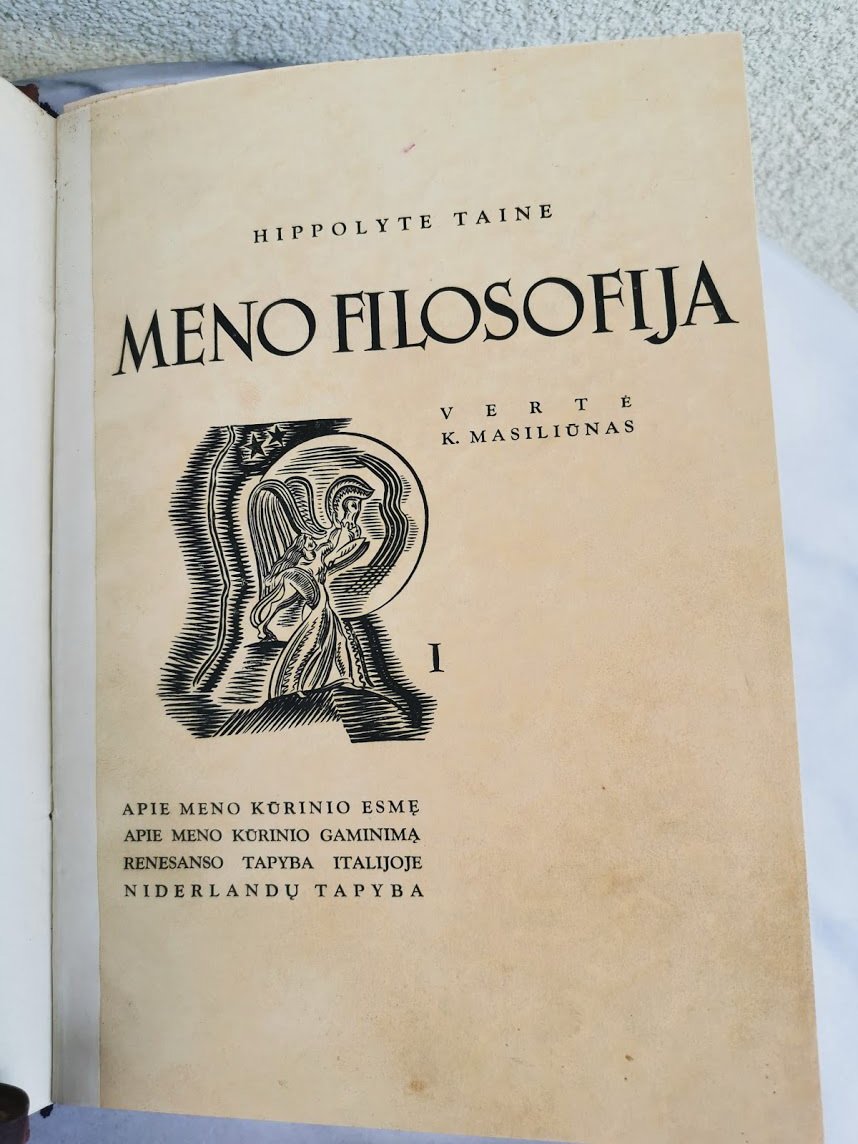 HIPPOLYTE TAINE
MENO FILOSOFIJA
VERTĖ
K. MASILIŪNAS
I
APIE MENO KŪRINIO ESMĘ
APIE MENO KŪRINIO GAMINIMĄ
RENESANSO TAPYBA ITALIJOJE
NIDERLANDŲ TAPYBA